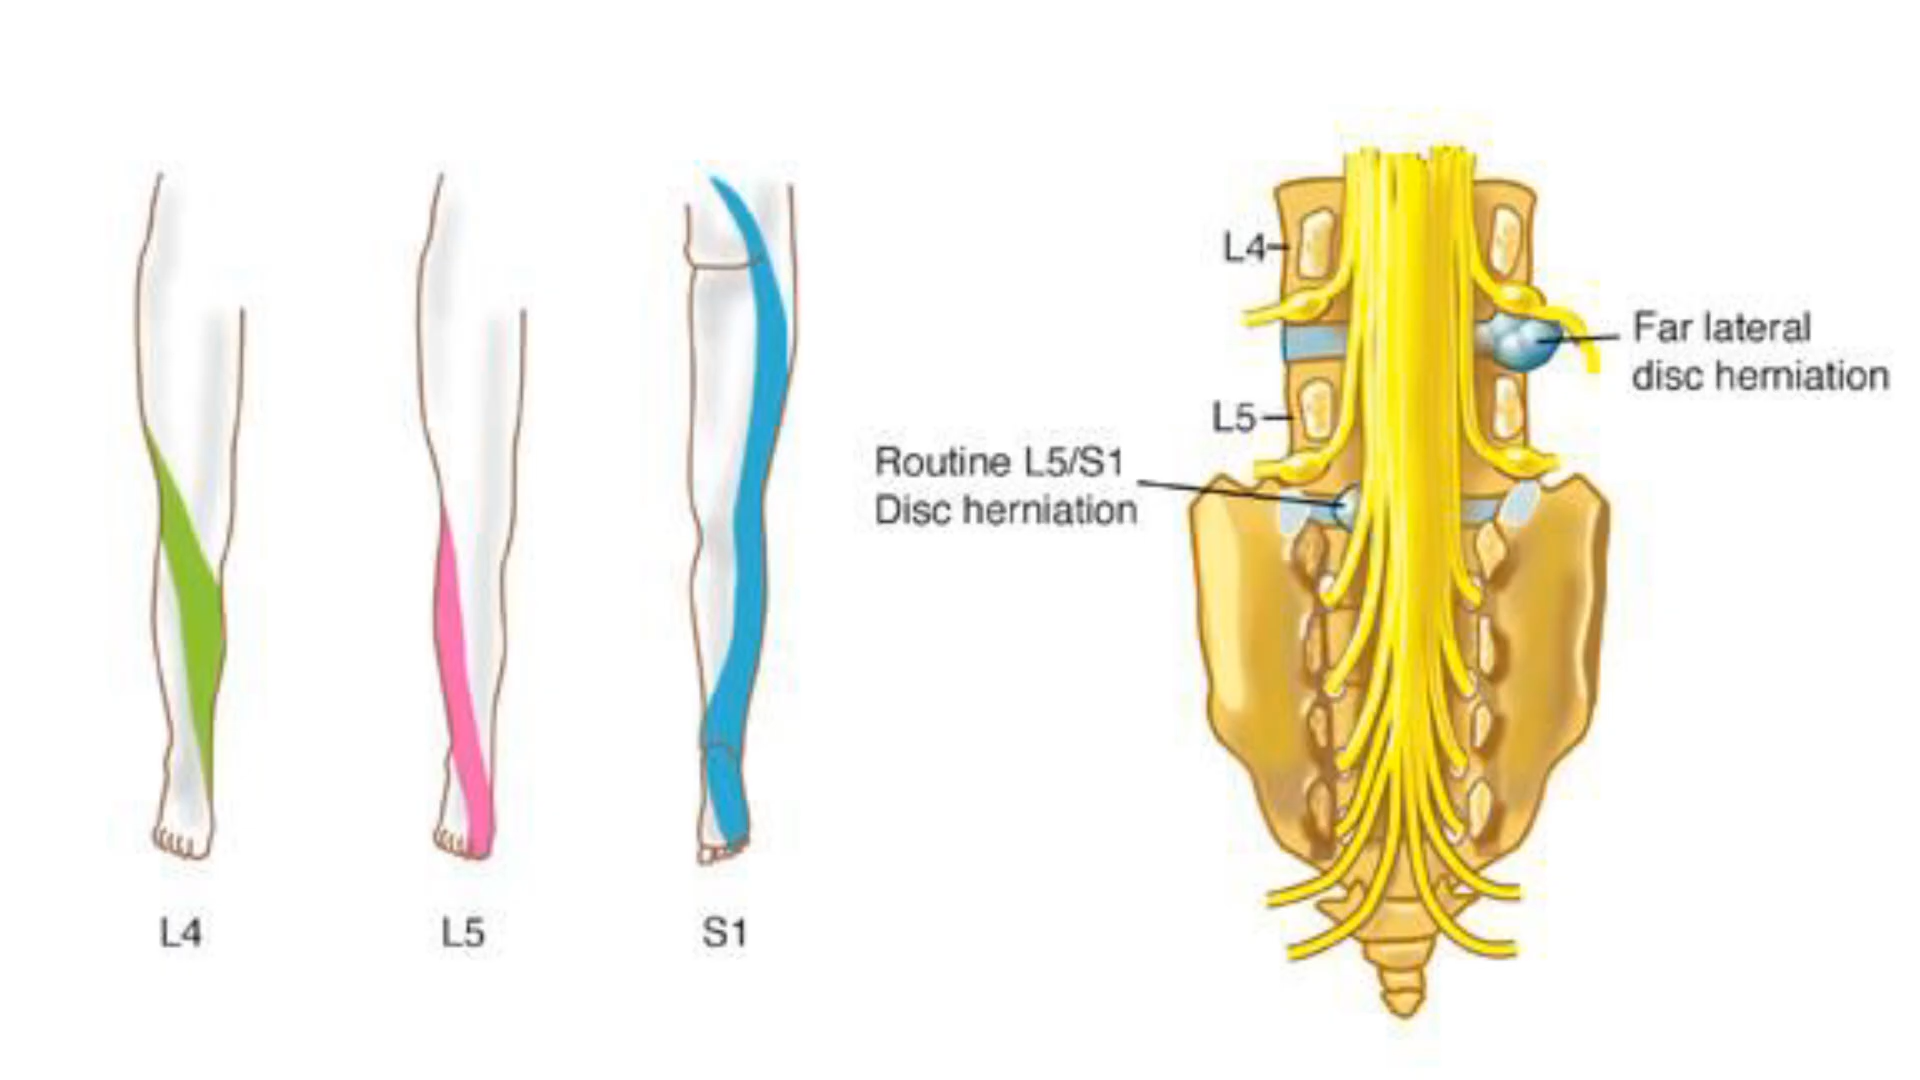 L4
L5
S1
Routine L5/S1
Disc herniation
L4
L5
Far lateral
disc herniation